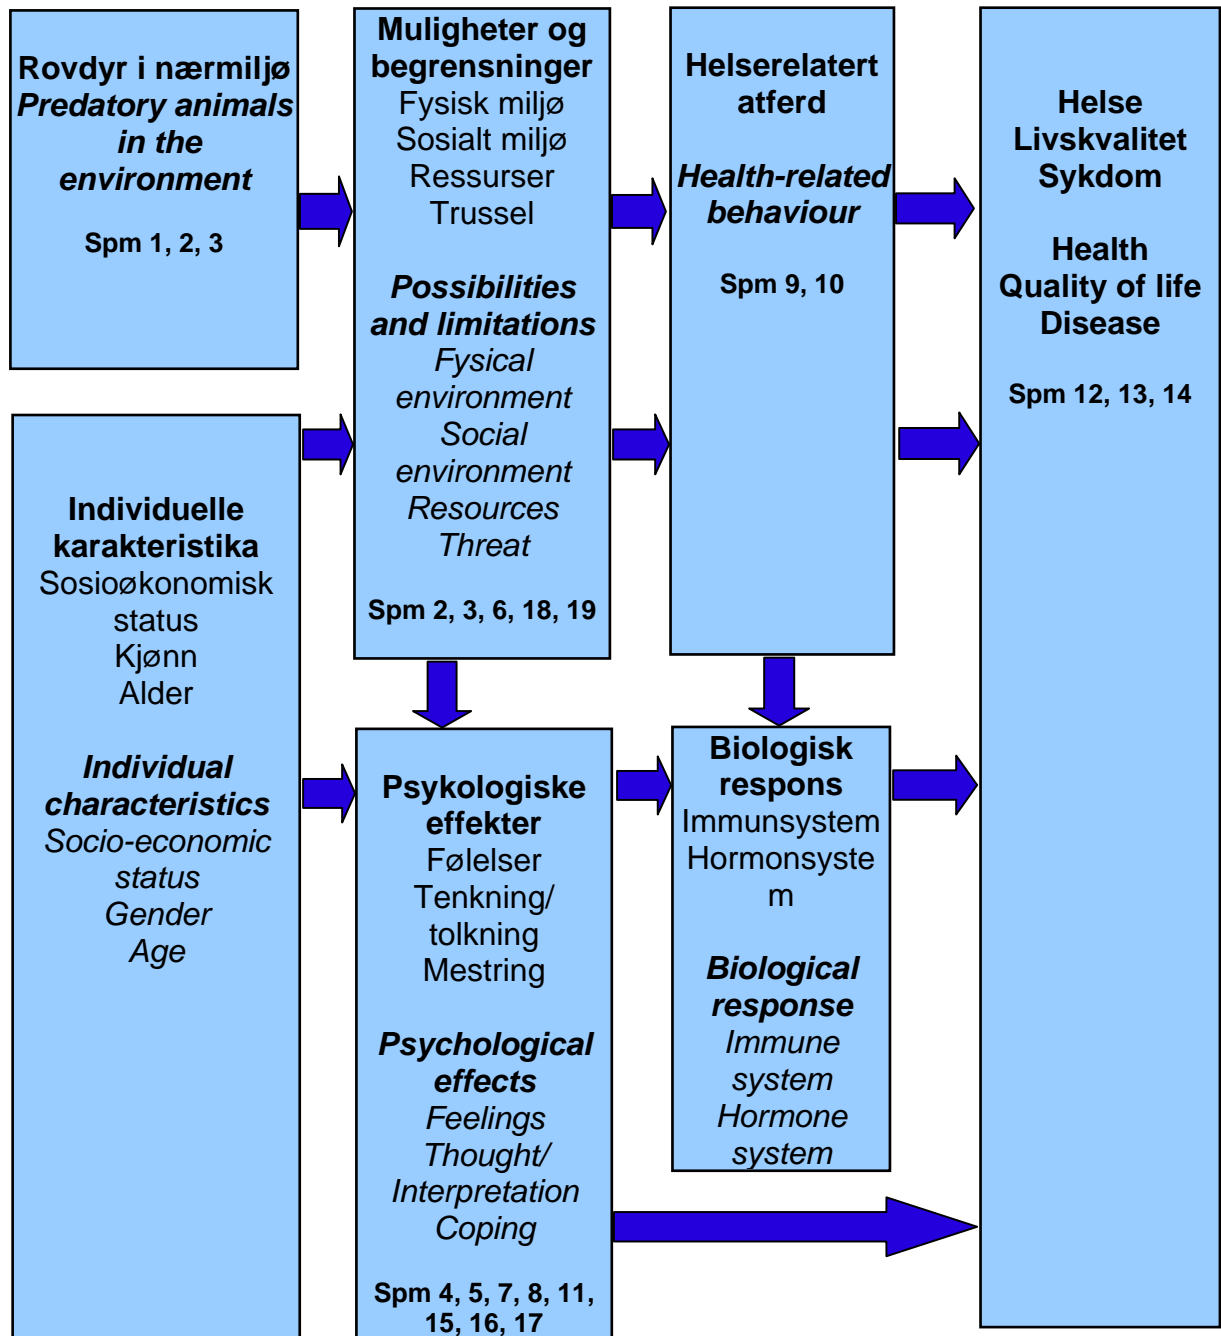 Rovdyr i nærmiljø
Predatory animals
in the
environment
Spm 1, 2, 3
Individuelle
karakteristika
Sosioøkonomisk
status
Kjønn
Alder
Individual
characteristics
Socio-economic
status
Gender
Age
Muligheter og
begrensninger
Fysisk miljø
Sosialt miljø
Ressurser
Trussel
Possibilities
and limitations
Fysical
environment
Social
environment
Resources
Threat
Spm 2, 3, 6, 18, 19
Psykologiske
effekter
Følelser
Tenkning/
tolkning
Mestring
Psychological
effects
Feelings
Thought/
Interpretation
Coping
Spm 4, 5, 7, 8, 11,
15, 16, 17
Helserelatert
atferd
Health-related
behaviour
Spm 9, 10
Biologisk
respons
Immunsystem
Hormonsyste
m
Biological
response
Immune
system
Hormone
system
Helse
Livskvalitet
Sykdom
Health
Quality of life
Disease
Spm 12, 13, 14